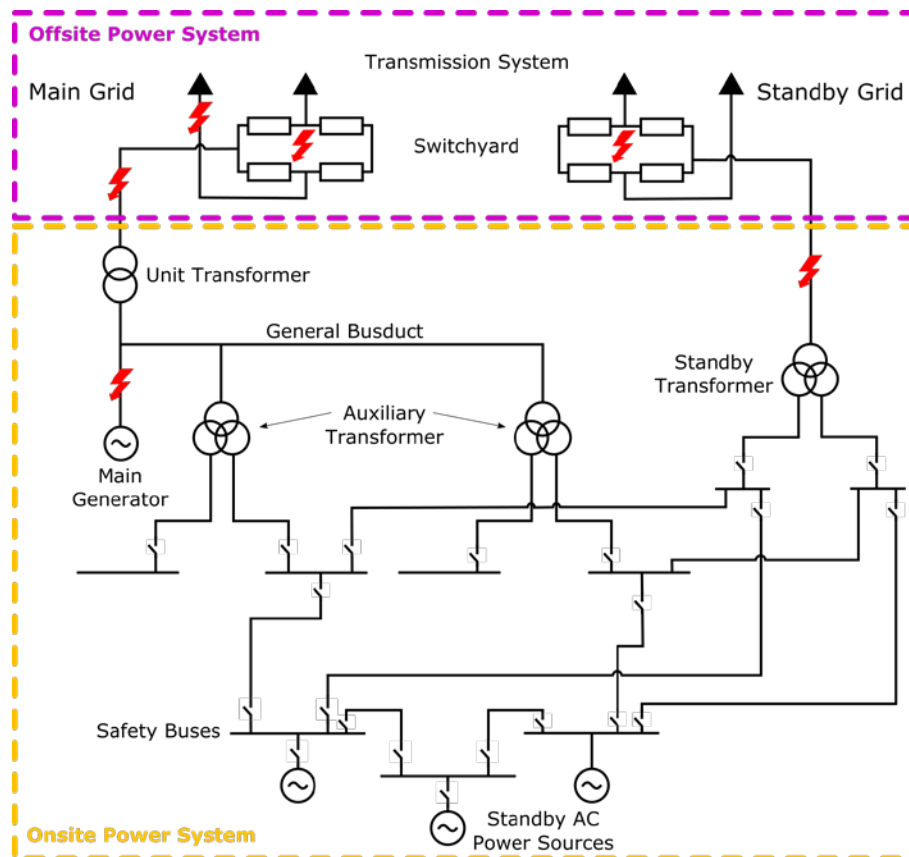 Offsite Power System
Transmission System
Main Grid
Standby Grid
Switchyard
Unit Transformer
General Busduct
Standby
Transformer
Auxiliary
Transformer
Main
Generator
Safety Buses
Standby AC
Power Sources
Onsite Power System